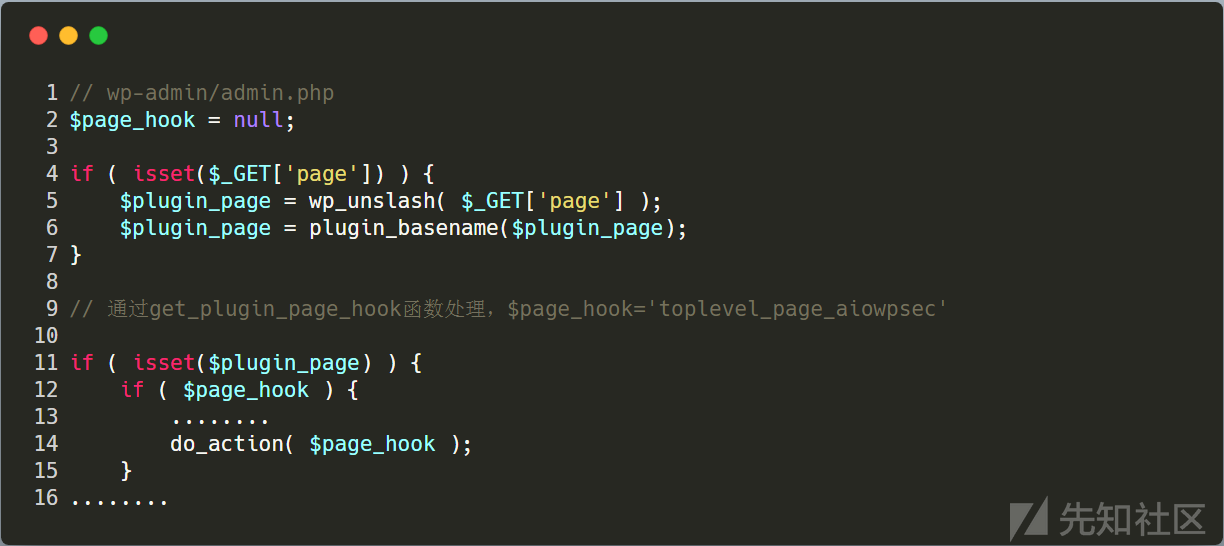 1 // wp-admin/admin.php
2 $page_hook = null;
3
4 if ( isset($_GET['page']) ) {
5     $plugin_page = wp_unslash( $_GET['page'] );
6     $plugin_page = plugin_basename($plugin_page);
7 }
8
9 // 通过get_plugin_page_hook函数处理，$page_hook='toplevel_page_aiowpsec'
10
11 if ( isset($plugin_page) ) {
12     if ( $page_hook ) {
13         ........
14         do_action( $page_hook );
15     }
16 ........
先知社区